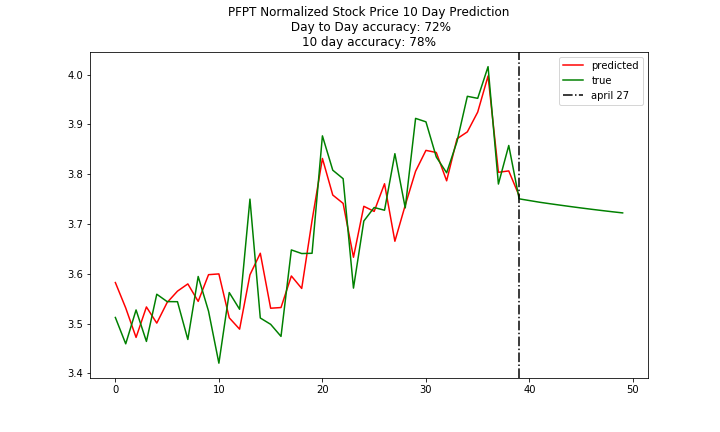 PFPT Normalized Stock Price 10 Day Prediction
Day to Day accuracy: 72%
10 day accuracy: 78%
predicted
true
april 27
4.0
3.9
3.8
3.7
3.6
3.5
3.4
0 10 20 30 40 50